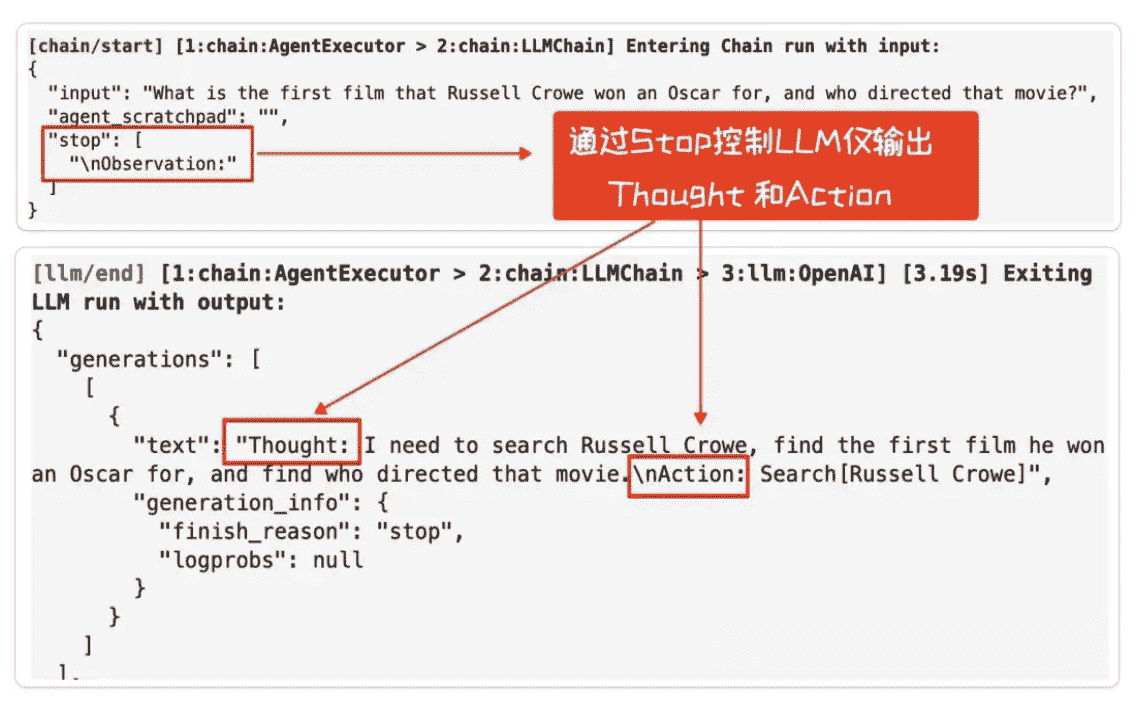 [chain/start] [1:chain:AgentExecutor > 2:chain:LLMChain] Entering Chain run with input:
{
"input": "What is the first film that Russell Crowe won an Oscar for, and who directed that movie?",
"agent_scratchpad": "",
"stop": [
"\nObservation:"
]
}
通过Stop控制LLM仅输出
Thought 和Action
[llm/end] [1:chain:AgentExecutor > 2:chain:LLMChain > 3:llm:OpenAI] [3.19s] Exiting
LLM run with output:
{
"generations": [
[
{
"text": "Thought: I need to search Russell Crowe, find the first film he won
an Oscar for, and find who directed that movie.\nAction: Search[Russell Crowe]",
"generation_info": {
"finish_reason": "stop",
"logprobs": null
}
}
]
],